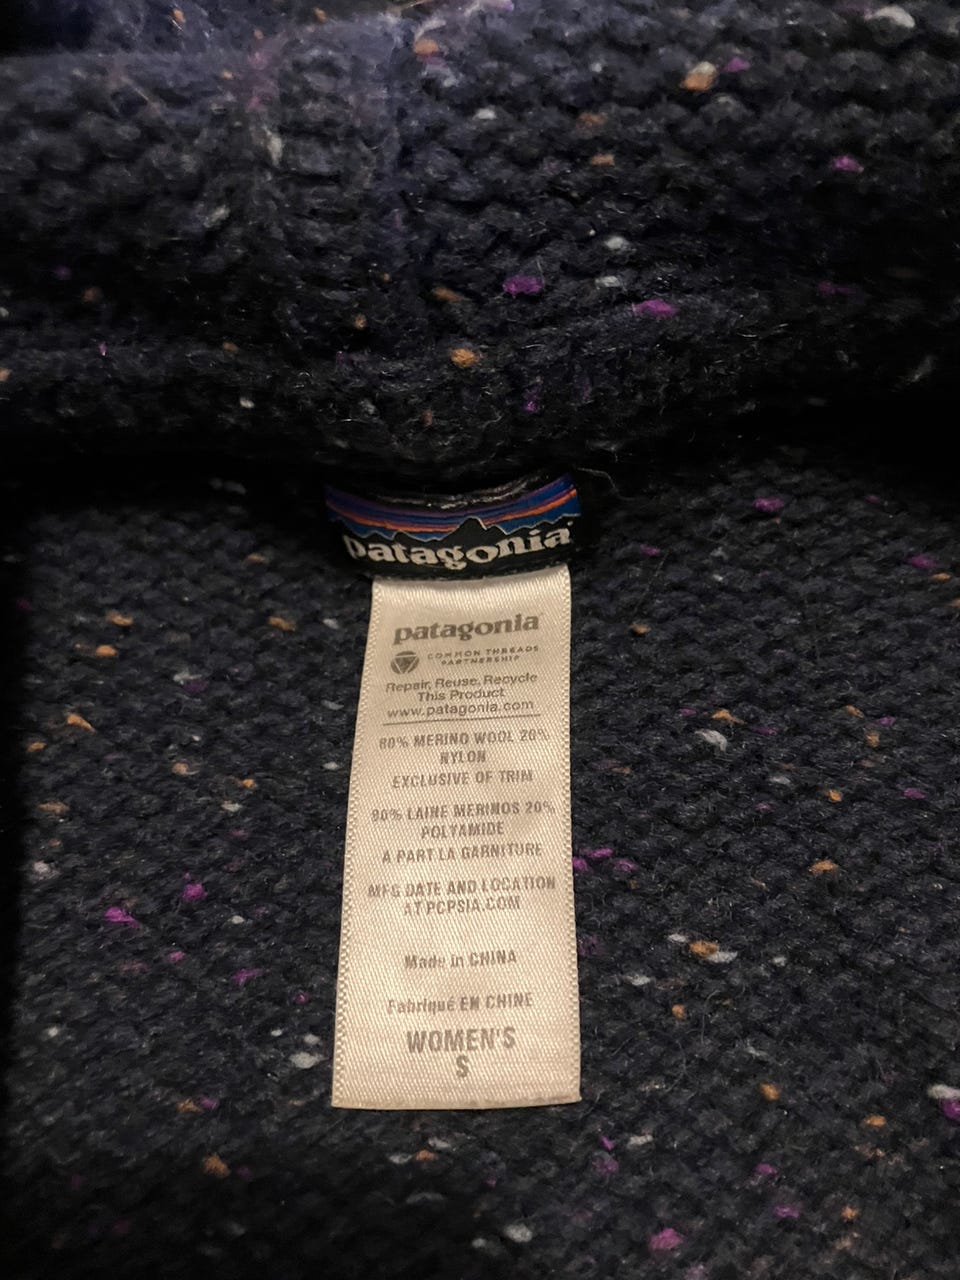 patagonia
patagonia
COMMON THREADS
PARTNERSHIP
Repair, Reuse, Recycle
This Product
www.patagonia.com
80% MERINO WOOL 20%
NYLON
EXCLUSIVE OF TRIM
80% LAINE MERINOS 20%
POLYAMIDE
A PART LA GARNITURE
MFG DATE AND LOCATION
AT PCPSIA.COM
Made in CHINA
Fabriqué EN CHINE
WOMEN'S
S